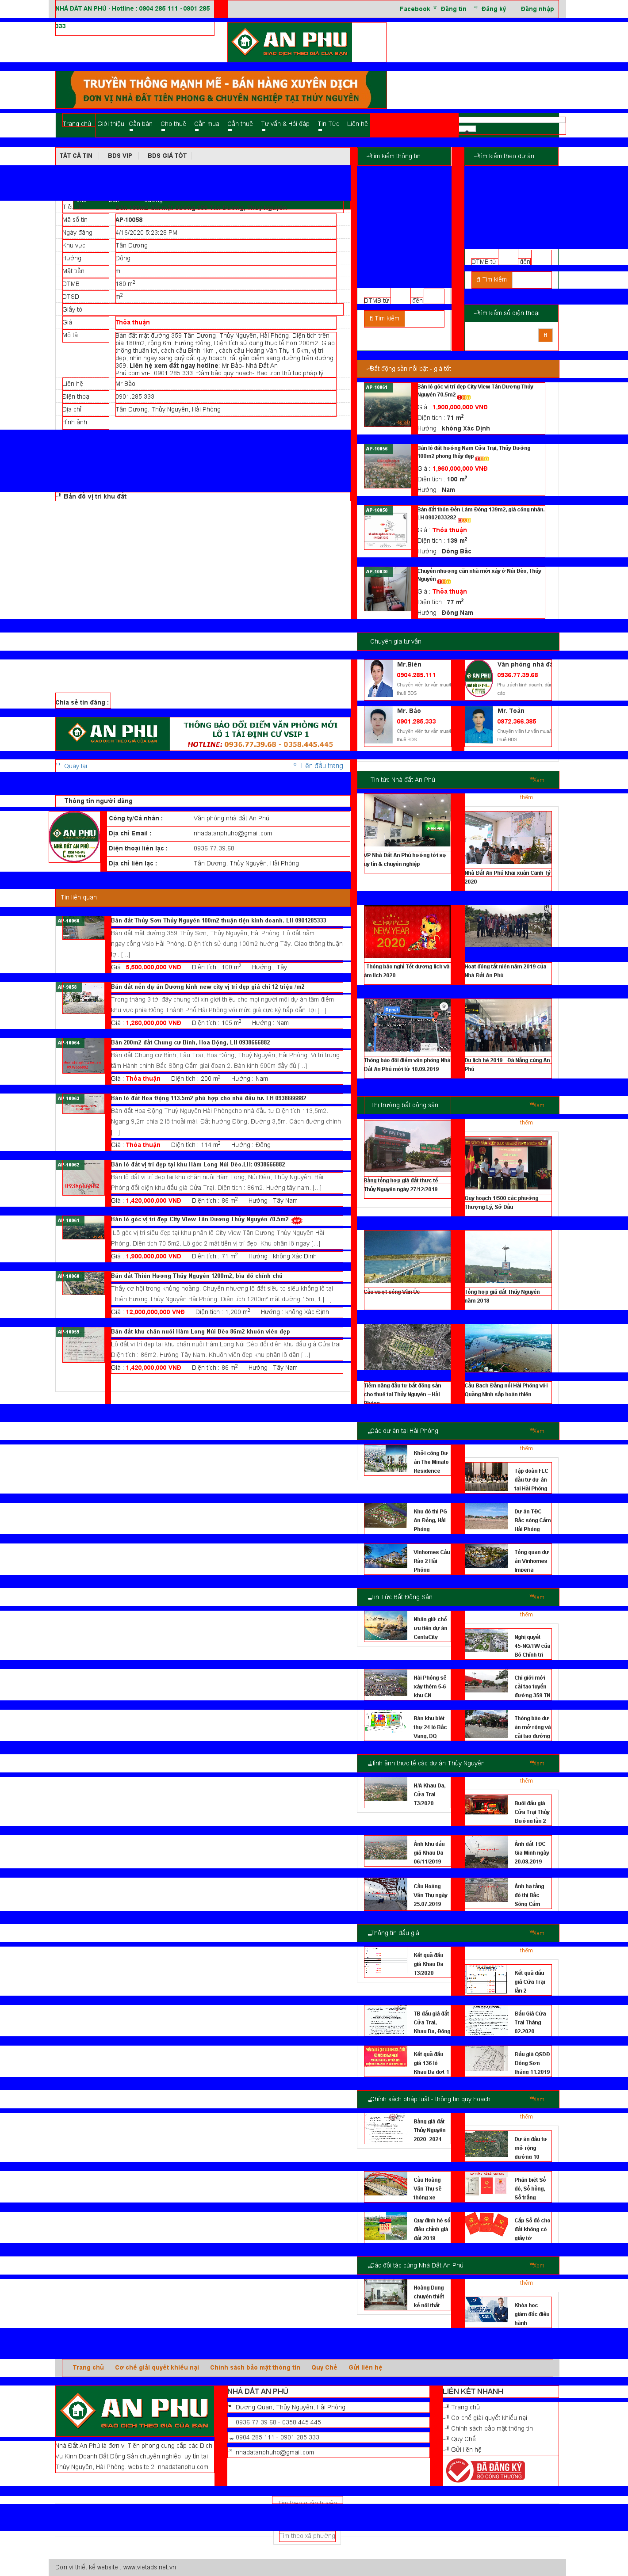 NHÀ ĐẤT AN PHÚ - Hotline : 0904 285 111 - 0901 285 333
Facebook Đăng tin Đăng ký Đăng nhập
AN PHU
GIAO DỊCH THEO GIÁ CỦA BẠN
TRUYỀN THÔNG MẠNH MẼ - BÁN HÀNG XUYÊN DỊCH
ĐƠN VỊ NHÀ ĐẤT TIÊN PHONG & CHUYÊN NGHIỆP TẠI THỦY NGUYÊN
Trang chủ Giới thiệu Cần bán Cho thuê Cần mua Cần thuê Tư vấn & Hỏi đáp Tin Tức Liên hệ
TẤT CẢ TIN BDS VIP BDS GIÁ TỐT
Tìm kiếm thông tin
Tìm kiếm theo dự án
Mã số tin AP-10058
Ngày đăng 4/16/2020 5:23:28 PM
Khu vực Tân Dương
Hướng Đông
Mặt tiền m
DTMB 180 m2
DTSD m2
Giấy tờ
Giá Thỏa thuận
Mô tả Bán đất mặt đường 359 Tân Dương, Thủy Nguyên, Hải Phòng. Diện tích trên
bìa 180m2, rộng 6m. Hướng Đông. Diện tích sử dụng thực tế hơn 200m2. Giao
thông thuận lợi, cách cầu Bính 1km , cách cầu Hoàng Văn Thụ 1,5km, vị trí
đẹp, nhìn ngay sang quỹ đất quy hoạch, rất gần điểm sang đường trên đường
359. Liên hệ xem đất ngay hotline: Mr Bảo- Nhà Đất An
Phú.com.vn- 0901.285.333. Đảm bảo quy hoạch- Bao trọn thủ tục pháp lý.
Liên hệ Mr Bảo
Điện thoại 0901.285.333
Địa chỉ Tân Dương, Thủy Nguyên, Hải Phòng
Hình ảnh
DTMB từ đến
Tìm kiếm
DTMB từ đến
Tìm kiếm
Tìm kiếm số điện thoại
Bất động sản nổi bật - giá tốt
AP-10061
Bán lô góc vị trí đẹp City View Tân Dương Thủy
Nguyên 70.5m2
Giá : 1,900,000,000 VNĐ
Diện tích : 71 m2
Hướng : không Xác Định
Bán lô đất hướng Nam Cửa Trại, Thủy Đường
100m2 phong thủy đẹp
Giá : 1,960,000,000 VNĐ
Diện tích : 100 m2
Hướng : Nam
Bán đất thôn Đền Lâm Động 139m2, giá công nhân.
LH 0902033282
Giá : Thỏa thuận
Diện tích : 139 m2
Hướng : Đông Bắc
Chuyển nhượng căn nhà mới xây ở Núi Đèo, Thủy
Nguyên
Giá : Thỏa thuận
Diện tích : 77 m2
Hướng : Đông Nam
Bản đồ vị trí khu đất
Chia sẻ tin đăng :
AN PHU
THÔNG BÁO ĐỔI ĐIỂM VĂN PHÒNG MỚI
LÔ 1 TÁI ĐỊNH CƯ VSIP 1
HOTLINE: 0936.77.39.68 - 0358.445.445
Quay lại Lên đầu trang
Chuyên gia tư vấn
Mr.Biên
0904.285.111
Chuyên viên tư vấn mua/
thuê BDS
Văn phòng nhà đấ
0936.77.39.68
Phụ trách kinh doanh, đăng
cáo
Mr. Bảo
0901.285.333
Chuyên viên tư vấn mua/
thuê BDS
Mr. Toán
0972.366.385
Chuyên viên tư vấn mua/
thuê BDS
Thông tin người đăng
Công ty/Cá nhân : Văn phòng nhà đất An Phú
Địa chỉ Email : nhadatanphuhp@gmail.com
Điện thoại liên lạc : 0936.77.39.68
Địa chỉ liên lạc : Tân Dương, Thủy Nguyên, Hải Phòng
Tin liên quan
AP-10066
Bán đất Thủy Sơn Thủy Nguyên 100m2 thuận tiện kinh doanh. LH 0901285333
Bán đất mặt đường 359 Thủy Sơn, Thủy Nguyên, Hải Phòng. Lô đất nằm
ngay cổng Vsip Hải Phòng. Diện tích sử dụng 100m2 hướng Tây. Giao thông thuận
lợi, [...]
Giá : 5,500,000,000 VNĐ Diện tích : 100 m2 Hướng : Tây
Bán đất nền dự án Dương kinh new city vị trí đẹp giá chỉ 12 triệu /m2
Trong tháng 3 tới đây chúng tôi xin giới thiệu cho mọi người một dự án tâm điểm
khu vực phía Đông Thành Phố Hải Phòng với mức giá cực kỳ hấp dẫn: lợi [...]
Giá : 1,260,000,000 VNĐ Diện tích : 105 m2 Hướng : Nam
AP-10064
Bán 200m2 đất Chung cư Bính, Hoa Động, LH 0938666882
Bán đất Chung cư Bính, Lâu Trại, Hoa Động, Thuỷ Nguyên, Hải Phòng. Vị trí trung
tâm Hành chính Bắc Sông Cấm giai đoạn 2. Bán kính 500m đầy đủ [...]
Giá : Thỏa thuận Diện tích : 200 m2 Hướng : Nam
AP-10063
Bán lô đất Hoa Động 113.5m2 phù hợp cho nhà đầu tư. LH 0938666882
Bán đất Hoa Động Thuỷ Nguyên Hải Phòngcho nhà đầu tư Diện tích 113,5m2.
Ngang 9,2m chia 2 lô thoải mái. Đất hướng Đông. Đường 3,5m. Cách đường chính
[...]
Giá : Thỏa thuận Diện tích : 114 m2 Hướng : Đông
AP-10062
Bán lô đất vị trí đẹp tại khu Hàm Long Núi Đèo.LH: 0938666882
Bán lô đất vị trí đẹp tại khu chăn nuôi Hàm Long, Núi Đèo, Thủy Nguyên, Hải
Phòng đối diện khu đấu giá Cửa Trại. Diện tích : 86m2. Hướng tây nam. [...]
Giá : 1,420,000,000 VNĐ Diện tích : 86 m2 Hướng : Tây Nam
AP-10061
Bán lô góc vị trí đẹp City View Tân Dương Thủy Nguyên 70.5m2
Lô góc vị trí siêu đẹp tại khu phân lô City View Tân Dương Thủy Nguyên Hải
Phòng. Diện tích 70.5m2. Lô góc 2 mặt tiền vị trí đẹp. Khu phân lô ngay [...]
Giá : 1,900,000,000 VNĐ Diện tích : 71 m2 Hướng : không Xác Định
AP-10060
Bán đất Thiên Hương Thủy Nguyên 1200m2, bìa đỏ chính chủ
Thấy cơ hội trong khủng hoảng. Chuyển nhượng lô đất siêu to siêu khổng lồ tại
Thiên Hương Thủy Nguyên Hải Phòng. Diện tích 1200m² mặt đường 15m, 1 [...]
Giá : 12,000,000,000 VNĐ Diện tích : 1,200 m2 Hướng : không Xác Định
AP-10059
Bán đất khu chăn nuôi Hàm Long Núi Đèo 86m2 khuôn viên đẹp
Lô đất vị trí đẹp tại khu chăn nuôi Hàm Long Núi Đèo đối diện khu đấu giá Cửa Trại
Diện tích : 86m2. Hướng Tây Nam. Khuôn viên đẹp khu phân lô dân [...]
Giá : 1,420,000,000 VNĐ Diện tích : 86 m2 Hướng : Tây Nam
Tin tức Nhà đất An Phú Xem thêm
VP Nhà Đất An Phú hướng tới sự
uy tín & chuyên nghiệp
Nhà Đất An Phú khai xuân Canh Tý
2020
NEW YEAR
2020
Thông báo nghỉ Tết dương lịch và
âm lịch 2020
Hoạt động tất niên năm 2019 của
Nhà Đất An Phú
Thông báo đổi điểm văn phòng Nhà
Đất An Phú mới từ 10.09.2019
Du lịch hè 2019 - Đà Nẵng cùng An
Phú
Thị trường bất động sản Xem thêm
Bảng tổng hợp giá đất thực tế
Thủy Nguyên ngày 27/12/2019
Quy hoạch 1/500 các phường
Thượng Lý, Sở Dầu
Cầu vượt sông Văn Úc
Tổng hợp giá đất Thủy Nguyên
năm 2018
Tiềm năng đầu tư bất động sản
cho thuê tại Thủy Nguyên – Hải
Phòng
Cầu Bạch Đằng nối Hải Phòng với
Quảng Ninh sắp hoàn thiện
Các dự án tại Hải Phòng Xem thêm
Khởi công Dự
án The Minato
Residence
Tập đoàn FLC
đầu tư dự án
tại Hải Phòng
Khu đô thị PG
An Đồng, Hải
Phòng
Dự án TĐC
Bắc sông Cấm
Hải Phòng
Vinhomes Cầu
Rào 2 Hải
Phòng
Tổng quan dự
án Vinhomes
Imperia
Tin Tức Bất Động Sản Xem thêm
Nhận giữ chỗ
ưu tiên dự án
CentaCity
Nghị quyết
45-NQ/TW của
Bộ Chính trị
Hải Phòng sẽ
xây thêm 5-6
khu CN
Chỉ giới mới
cải tạo tuyến
đường 359 TN
Bán khu biệt
thự 24 lô Bắc
Vang, DQ
Thông báo dự
án mở rộng và
cải tạo đường
Hình ảnh thực tế các dự án Thủy Nguyên Xem thêm
H/A Khau Da,
Cửa Trại
T3/2020
Buổi đấu giá
Cửa Trại Thủy
Đường lần 2
Ảnh khu đấu
giá Khau Da
06/11/2019
Ảnh đất TĐC
Gia Minh ngày
20.08.2019
Cầu Hoàng
Văn Thụ ngày
25.07.2019
Ảnh hạ tầng
đô thị Bắc
Sông Cấm
Thông tin đấu giá Xem thêm
Kết quả đấu
giá Khau Da
T3/2020
Kết quả đấu
giá Cửa Trại
lần 2
TB đấu giá đất
Cửa Trại,
Khau Da, Đông
Đấu Giá Cửa
Trại Tháng
02.2020
Kết quả đấu
giá 136 lô
Khau Da đợt 1
Đấu giá QSDĐ
Đông Sơn
tháng 11.2019
Chính sách pháp luật - thông tin quy hoạch Xem thêm
Bảng giá đất
Thủy Nguyên
2020 -2024
Dự án đầu tư
mở rộng
đường 10
Cầu Hoàng
Văn Thụ sẽ
thông xe
Phân biệt Sổ
đỏ, Sổ hồng,
Sổ trắng
Quy định hệ số
điều chỉnh giá
đất 2019
Cấp Sổ đỏ cho
đất không có
giấy tờ
Các đối tác cùng Nhà Đất An Phú Xem thêm
Hoàng Dung
chuyên thiết
kế nội thất
Khóa học
giám đốc điều
hành
Trang chủ Cơ chế giải quyết khiếu nại Chính sách bảo mật thông tin Quy Chế Gửi liên hệ
AN PHU
GIAO DỊCH THEO GIÁ CỦA BẠN
Nhà Đất An Phú là đơn vị Tiên phong cung cấp các Dịch
Vụ Kinh Doanh Bất Động Sản chuyên nghiệp, uy tín tại
Thủy Nguyên, Hải Phòng. website 2: nhadatanphu.com
NHÀ ĐẤT AN PHÚ
Dương Quan, Thủy Nguyên, Hải Phòng
0936 77 39 68 - 0358 445 445
0904 285 111 - 0901 285 333
nhadatanphuhp@gmail.com
LIÊN KẾT NHANH
Trang chủ
Cơ chế giải quyết khiếu nại
Chính sách bảo mật thông tin
Quy Chế
Gửi liên hệ
ĐÃ ĐĂNG KÝ
BỘ CÔNG THƯƠNG
Tìm theo quận huyện
Tìm theo xã phường
Đơn vị thiết kế website : www.vietads.net.vn